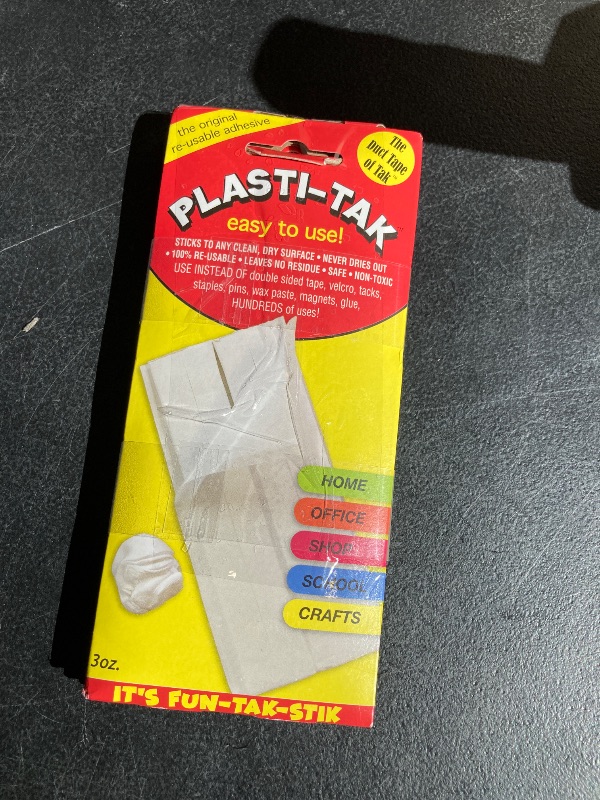 the original
re-usable adhesive
The
Duct Tape
of Tak™
PLASTI-TAK
easy to use!
STICKS TO ANY CLEAN, DRY SURFACE • NEVER DRIES OUT
• 100% RE-USABLE • LEAVES NO RESIDUE • SAFE • NON-TOXIC
USE INSTEAD OF double sided tape, velcro, tacks,
staples, pins, wax paste, magnets, glue,
HUNDREDS of uses!
HOME
OFFICE
SHOP
SCHOOL
CRAFTS
3oz.
IT'S FUN-TAK-STIK